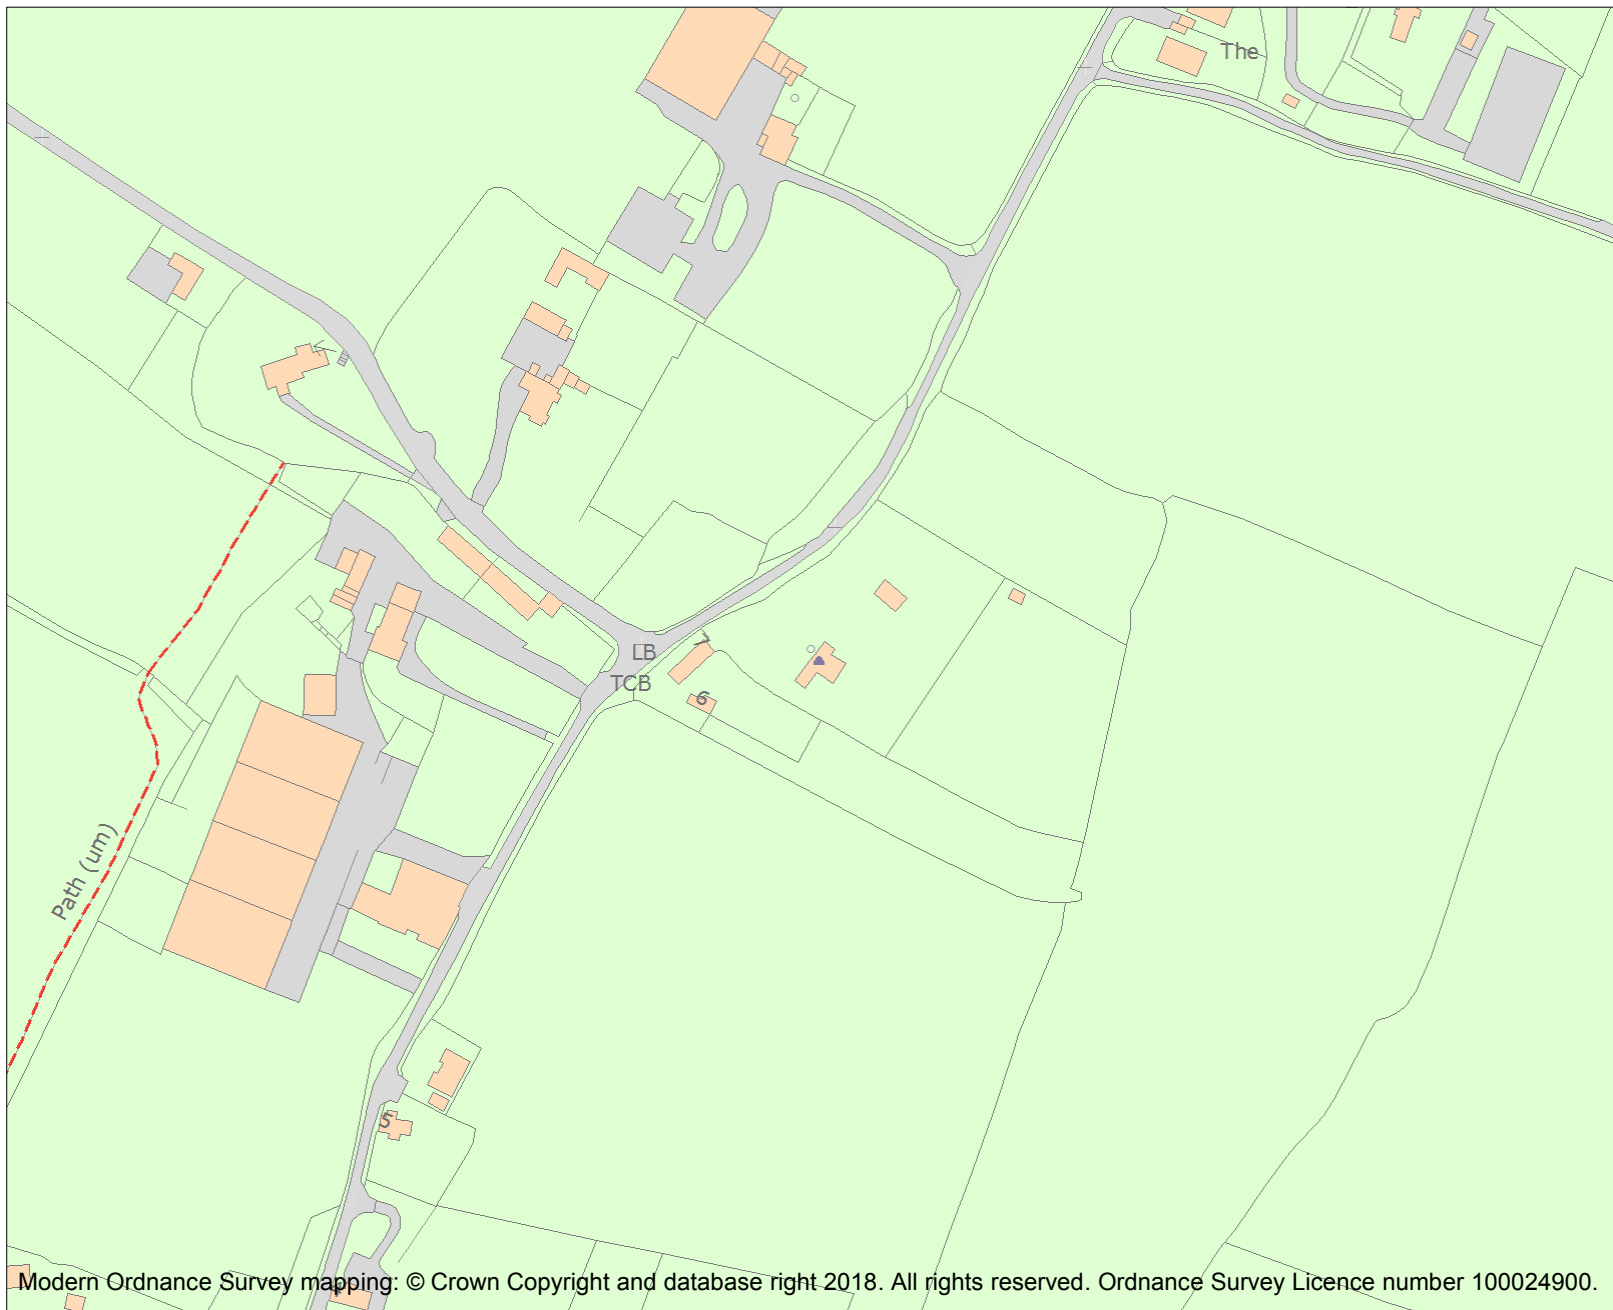 The
LB
7
TCB
6
Path (um)
5
Modern Ordnance Survey mapping: © Crown Copyright and database right 2018. All rights reserved. Ordnance Survey Licence number 100024900.